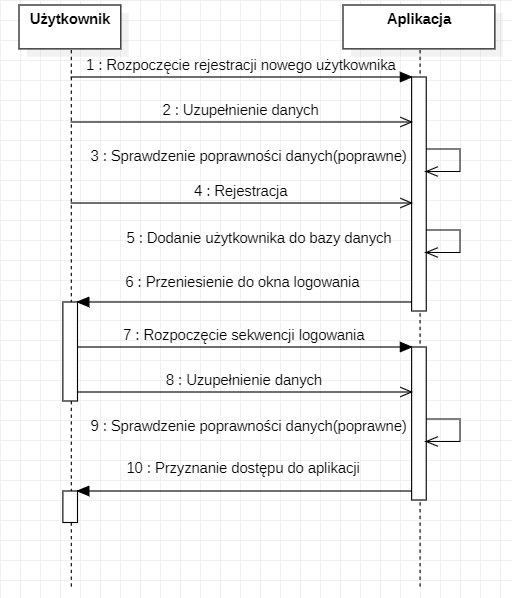 Użytkownik
Aplikacja
1 : Rozpoczęcie rejestracji nowego użytkownika
2 : Uzupełnienie danych
3 : Sprawdzenie poprawności danych(poprawne)
4 : Rejestracja
5 : Dodanie użytkownika do bazy danych
6 : Przeniesienie do okna logowania
7 : Rozpoczęcie sekwencji logowania
8 : Uzupełnienie danych
9 : Sprawdzenie poprawności danych(poprawne)
10 : Przyznanie dostępu do aplikacji